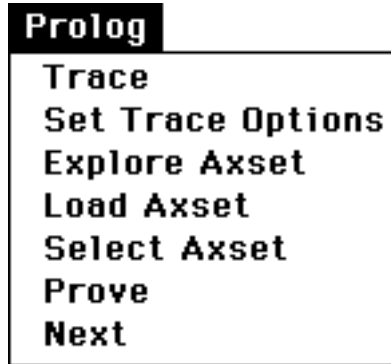 Prolog
Trace
Set Trace Options
Explore Axset
Load Axset
Select Axset
Prove
Next